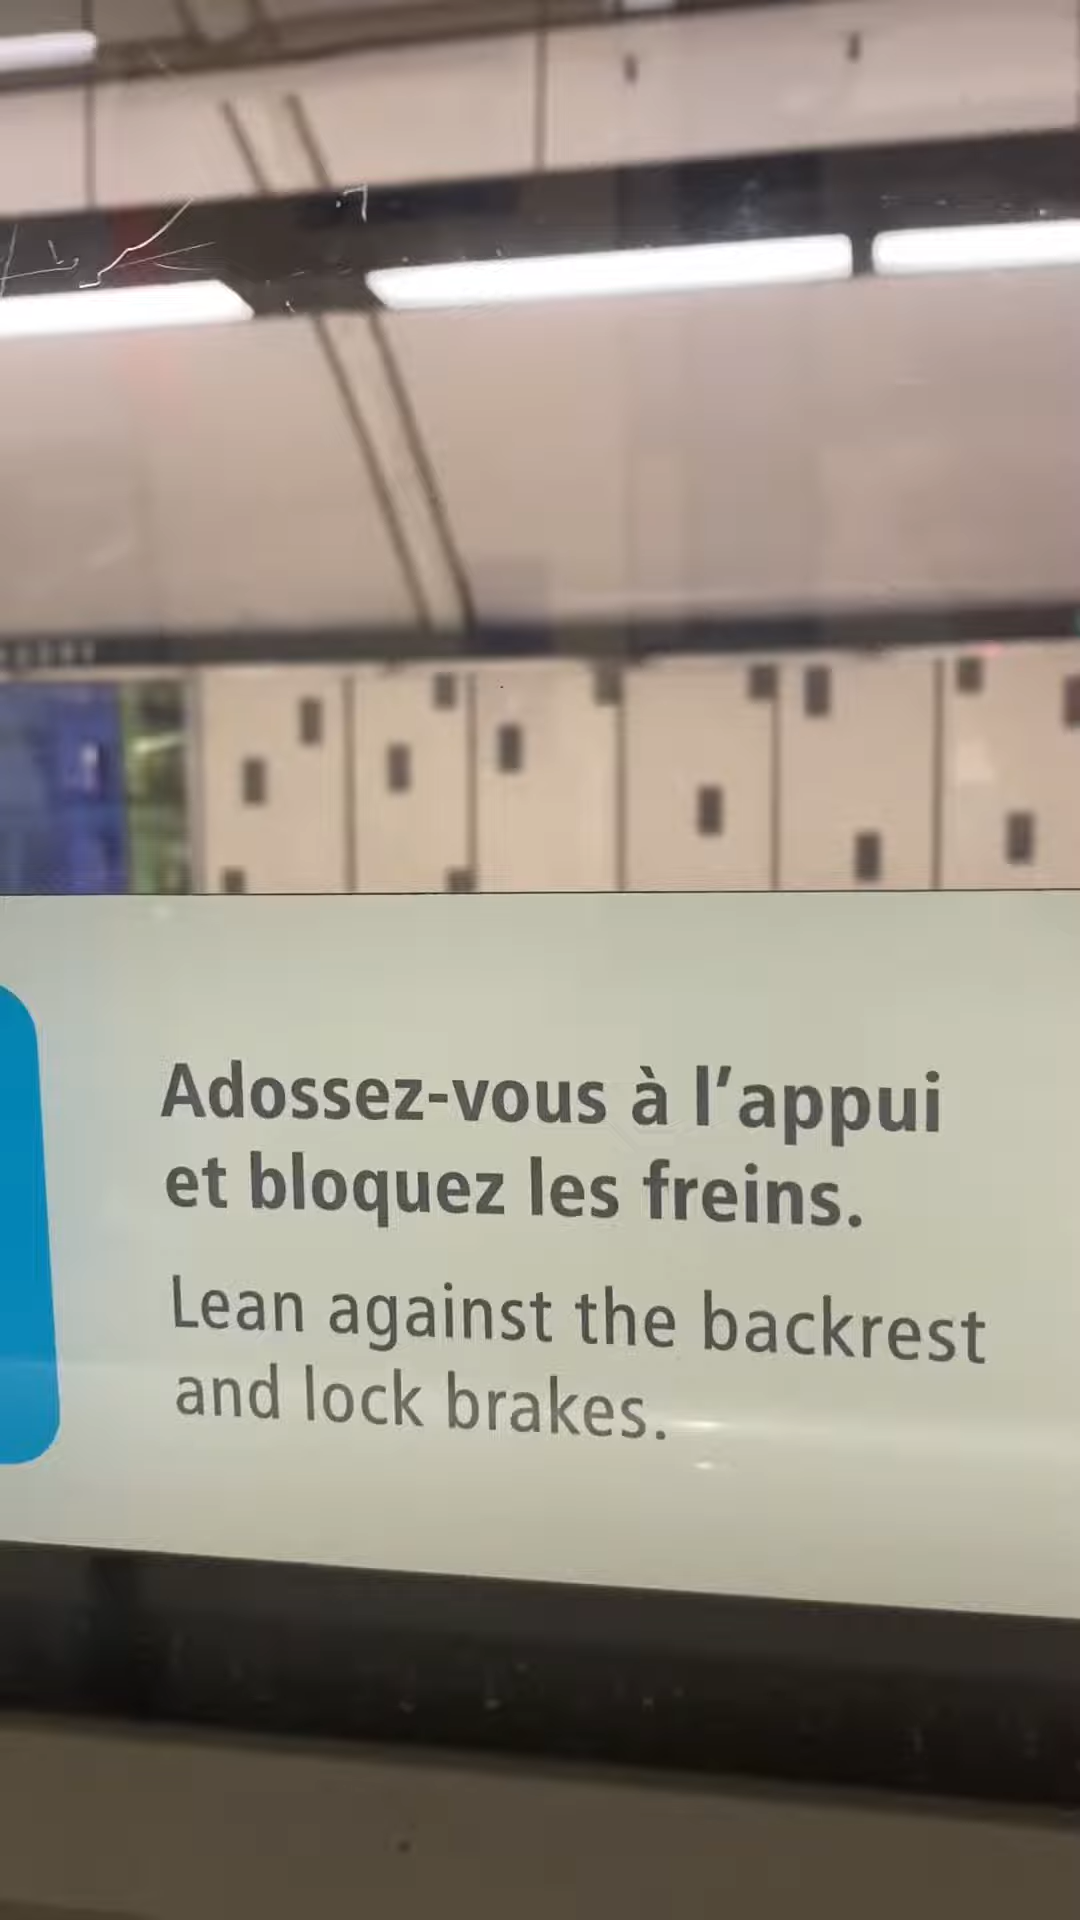 Adossez-vous à l'appui
et bloquez les freins.
Lean against the backrest
and lock brakes.